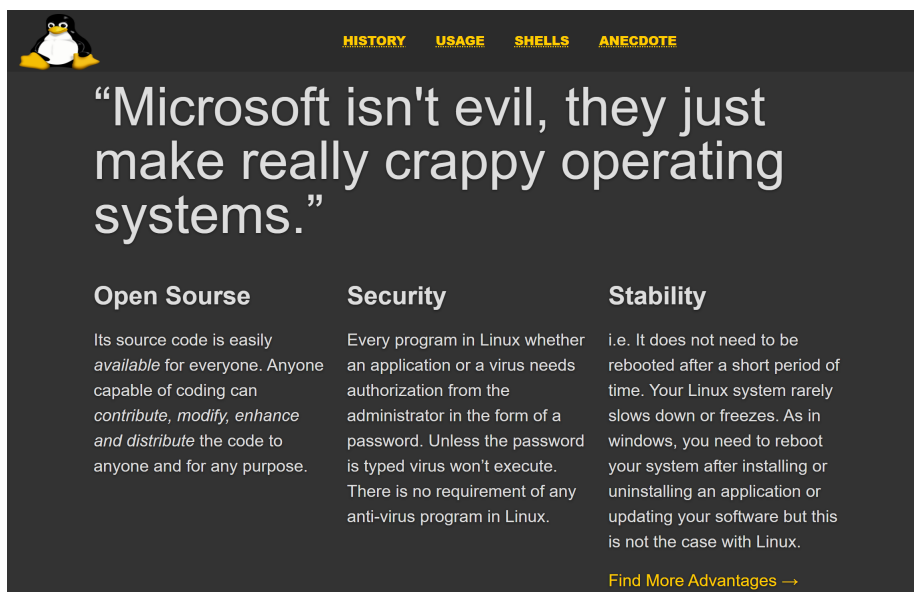 HISTORY USAGE SHELLS ANECDOTE
“Microsoft isn't evil, they just
make really crappy operating
systems.”
Open Sourse
Its source code is easily
available for everyone. Anyone
capable of coding can
contribute, modify, enhance
and distribute the code to
anyone and for any purpose.
Security
Every program in Linux whether
an application or a virus needs
authorization from the
administrator in the form of a
password. Unless the password
is typed virus won’t execute.
There is no requirement of any
anti-virus program in Linux.
Stability
i.e. It does not need to be
rebooted after a short period of
time. Your Linux system rarely
slows down or freezes. As in
windows, you need to reboot
your system after installing or
uninstalling an application or
updating your software but this
is not the case with Linux.
Find More Advantages →